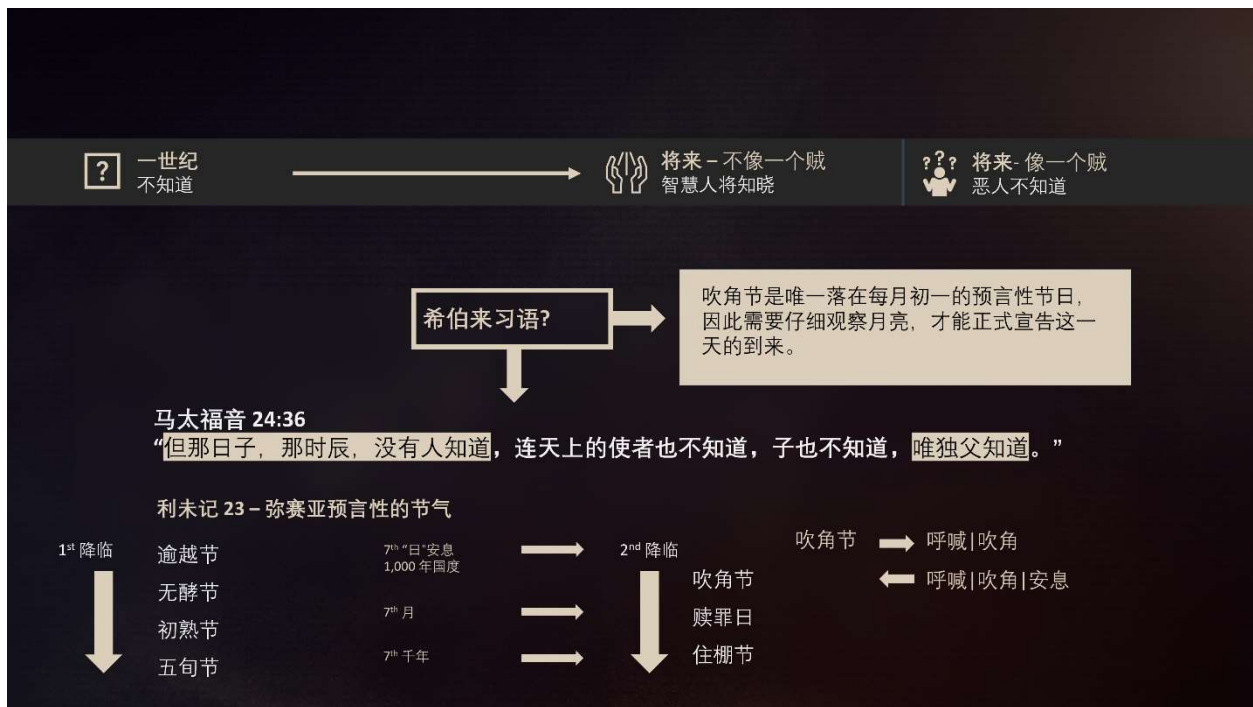 ?
一世纪
不知道
将来 – 不像一个贼
智慧人将知晓
???
将来- 像一个贼
恶人不知道
希伯来习语?
吹角节是唯一落在每月初一的预言性节日,
因此需要仔细观察月亮，才能正式宣告这一
天的到来。
马太福音 24:36
“但那日子，那时辰，没有人知道，连天上的使者也不知道，子也不知道，唯独父知道。”
利未记 23 – 弥赛亚预言性的节气
1st 降临
逾越节
无酵节
初熟节
五旬节
7th “日”安息
1,000 年国度
7th 月
7th 千年
2nd 降临
吹角节
赎罪日
住棚节
吹角节
呼喊|吹角
呼喊|吹角|安息